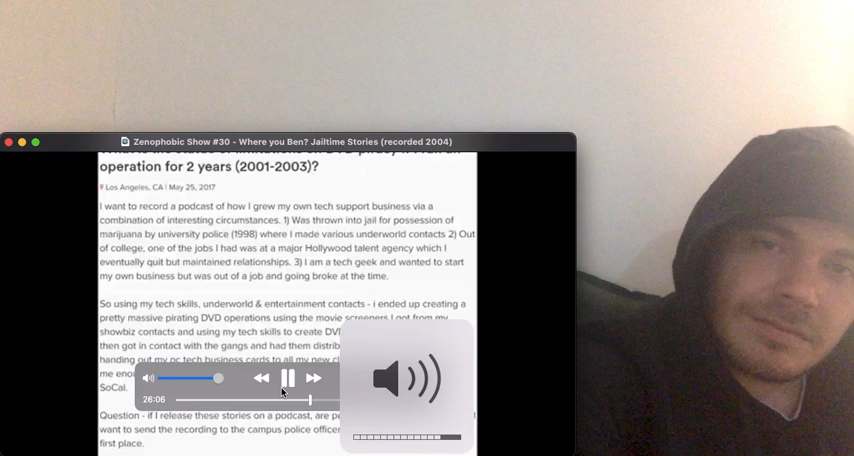 Zenophobic Show #30 - Where you Ben? Jailtime Stories (recorded 2004)
operation for 2 years (2001-2003)?
Los Angeles, CA | May 25, 2017
I want to record a podcast of how I grew my own tech support business via a
combination of interesting circumstances. 1) Was thrown into jail for possession of
marijuana by university police (1998) where I made various underworld contacts 2) Out
of college, one of the jobs I had was at a major Hollywood talent agency which I
eventually quit but maintained relationships. 3) I am a tech geek and wanted to start
my own business but was out of a job and going broke at the time.
So using my tech skills, underworld & entertainment contacts - i ended up creating a
pretty massive pirating DVD operations using the movie screeners I got from my
showbiz contacts and using my tech skills to create
then got in contact with the gangs and had them
handing out my pc tech business cards to all my new
me
SoCal.
26:06
Question - if I release these stories on a podcast, are
want to send the recording to the campus police
first place.